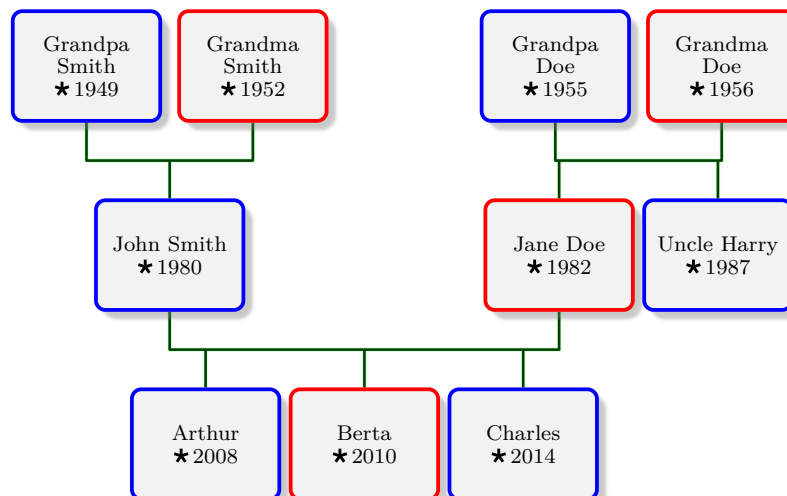 Grandpa
Smith
★1949
Grandma
Smith
★1952
Grandpa
Doe
★1955
Grandma
Doe
★1956
John Smith
★1980
Jane Doe
★1982
Uncle Harry
★1987
Arthur
★2008
Berta
★2010
Charles
★2014